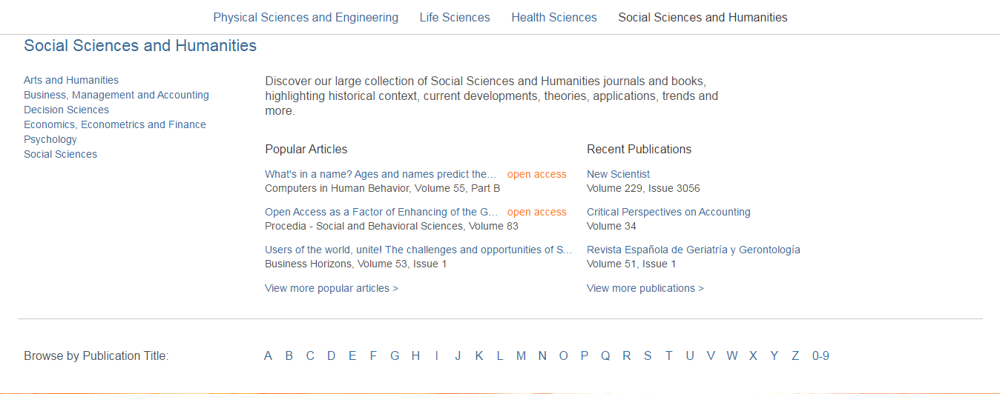 Physical Sciences and Engineering Life Sciences Health Sciences Social Sciences and Humanities
Social Sciences and Humanities
Arts and Humanities
Business, Management and Accounting
Decision Sciences
Economics, Econometrics and Finance
Psychology
Social Sciences
Discover our large collection of Social Sciences and Humanities journals and books,
highlighting historical context, current developments, theories, applications, trends and
more.
Popular Articles
What's in a name? Ages and names predict the... open access
Computers in Human Behavior, Volume 55, Part B
Open Access as a Factor of Enhancing of the G... open access
Procedia - Social and Behavioral Sciences, Volume 83
Users of the world, unite! The challenges and opportunities of S...
Business Horizons, Volume 53, Issue 1
View more popular articles >
Recent Publications
New Scientist
Volume 229, Issue 3056
Critical Perspectives on Accounting
Volume 34
Revista Española de Geriatría y Gerontología
Volume 51, Issue 1
View more publications >
Browse by Publication Title: A B C D E F G H I J K L M N O P Q R S T U V W X Y Z 0-9